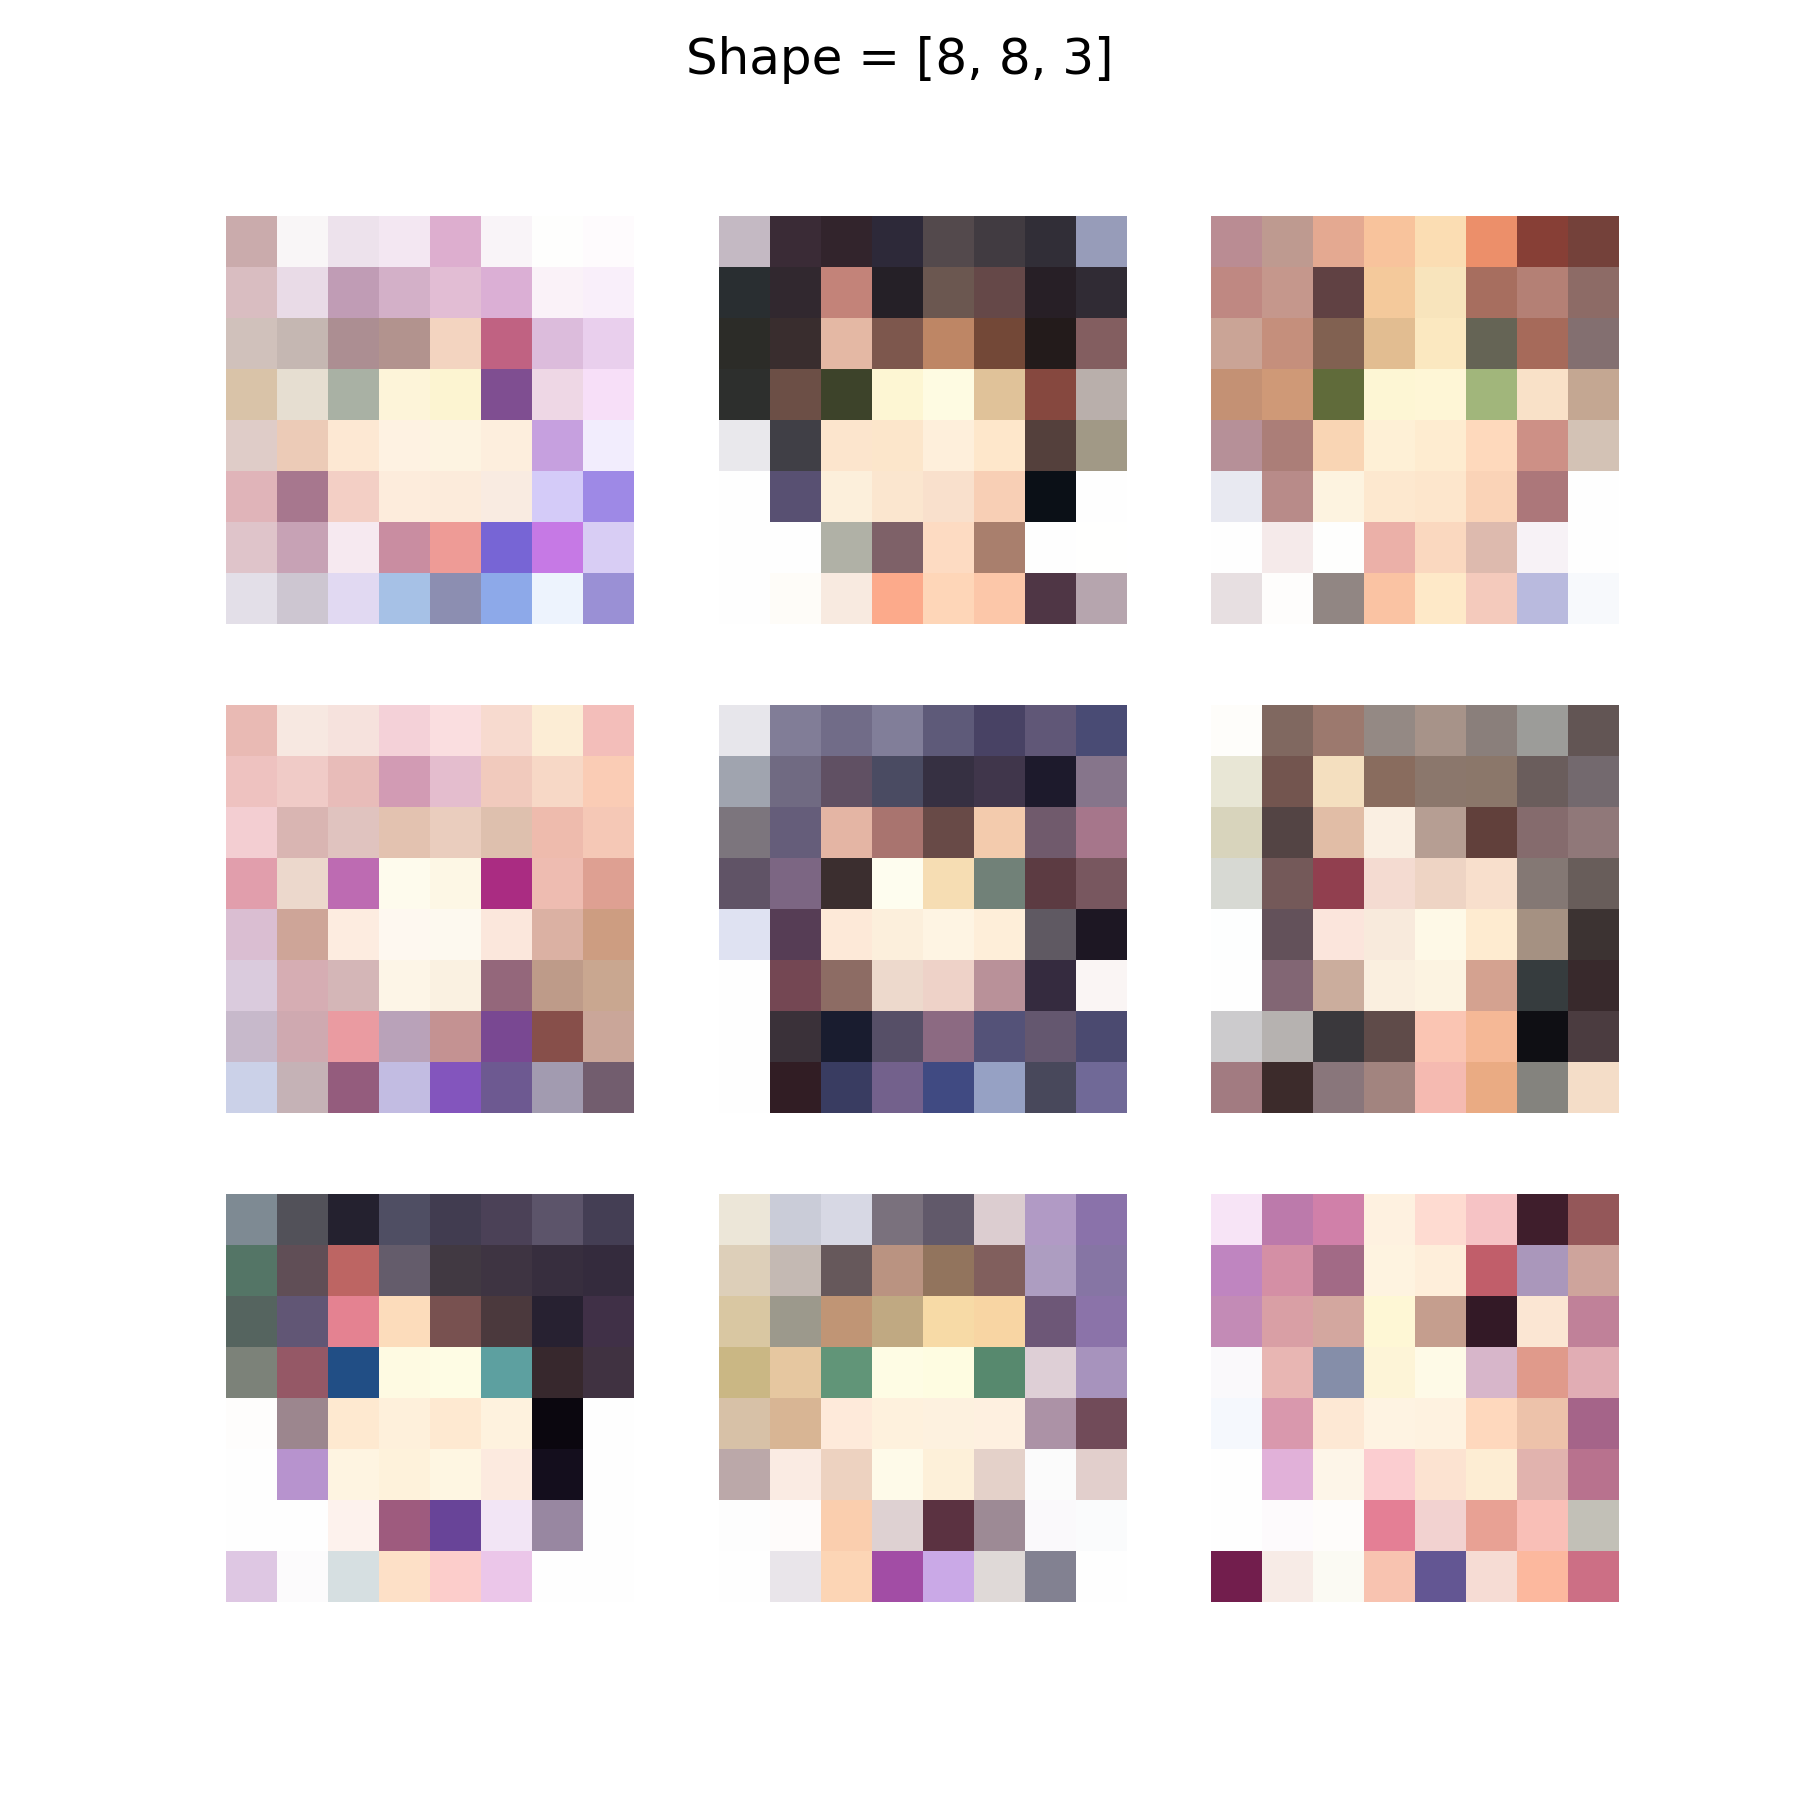 Shape = [8, 8, 3]